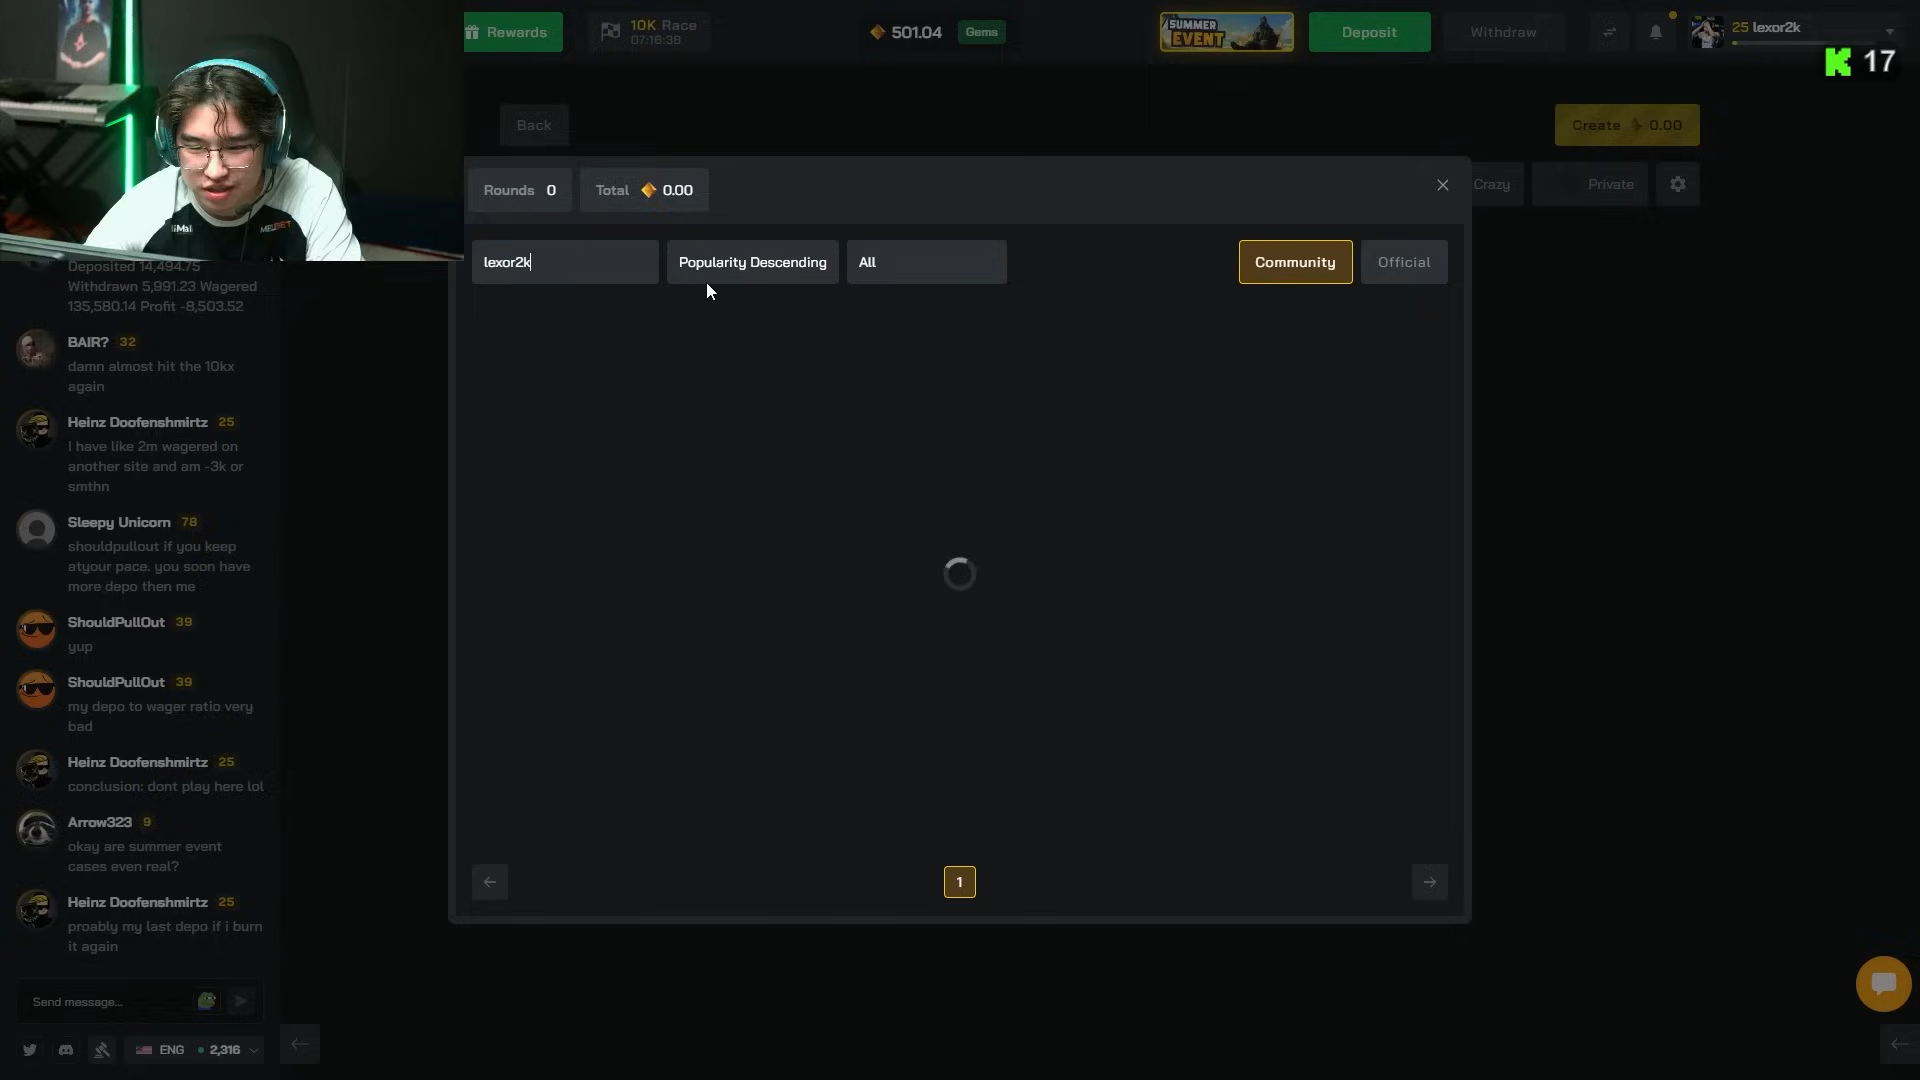 Rewards
10K Race
07:16:38
501.04
Gems
SUMMER
EVENT
Deposit
Withdraw
25 lexor2k
17
Back
Create 0.00
Rounds 0
Total 0.00
Crazy
Private
lexor2k
Popularity Descending
All
Community
Official
Deposited 14,494.75
Withdrawn 5,991.23 Wagered
135,580.14 Profit -8,503.52
BAIR? 32
damn almost hit the 10kx
again
Heinz Doofenshmirtz 25
I have like 2m wagered on
another site and am -3k or
smthn
Sleepy Unicorn 78
shouldpullout if you keep
atyour pace. you soon have
more depo then me
ShouldPullOut 39
yup
ShouldPullOut 39
my depo to wager ratio very
bad
Heinz Doofenshmirtz 25
conclusion: dont play here lol
Arrow323 9
okay are summer event
cases even real?
Heinz Doofenshmirtz 25
proably my last depo if i burn
it again
1
Send message...
ENG
2,316